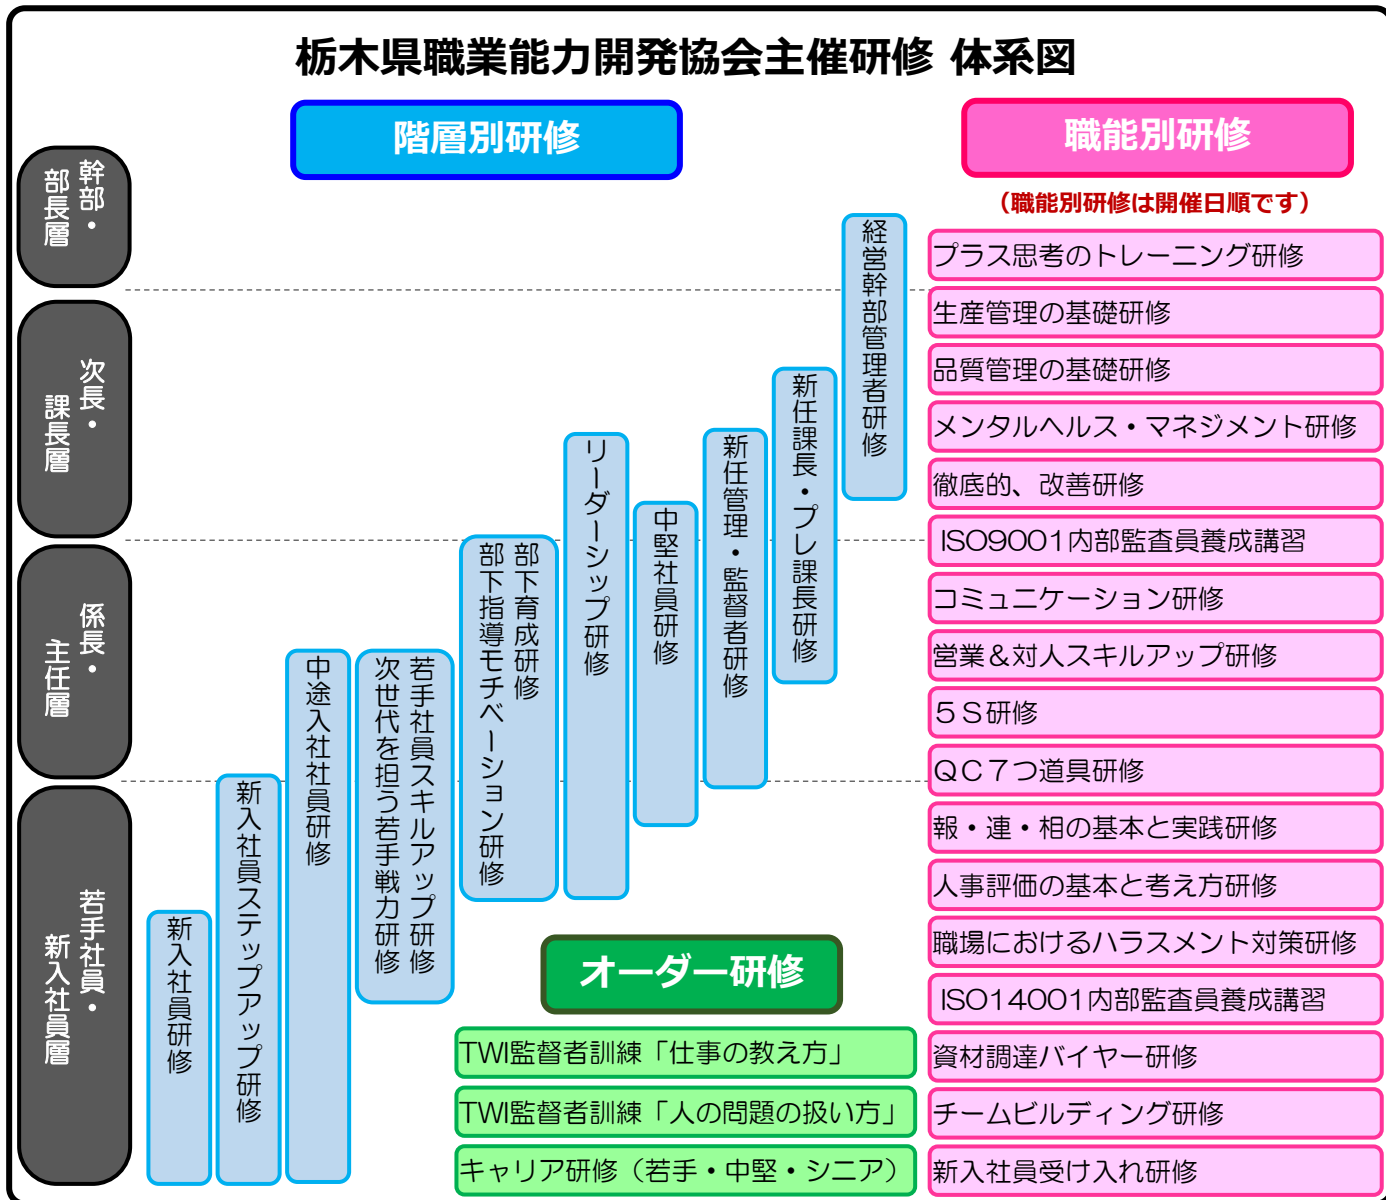 栃木県職業能力開発協会主催研修 体系図
階層別研修
職能別研修
（職能別研修は開催日順です）
幹部・
部長層
次長・
課長層
係長・
主任層
若手社員・
新入社員層
新入社員研修
新入社員ステップアップ研修
中途入社社員研修
若手社員スキルアップ研修
次世代を担う若手戦力研修
部下育成研修
部下指導モチベーション研修
リーダーシップ研修
中堅社員研修
新任管理・監督者研修
新任課長・プレ課長研修
経営幹部管理者研修
オーダー研修
TWI監督者訓練「仕事の教え方」
TWI監督者訓練「人の問題の扱い方」
キャリア研修（若手・中堅・シニア）
プラス思考のトレーニング研修
生産管理の基礎研修
品質管理の基礎研修
メンタルヘルス・マネジメント研修
徹底的、改善研修
ISO9001内部監査員養成講習
コミュニケーション研修
営業＆対人スキルアップ研修
５Ｓ研修
ＱＣ７つ道具研修
報・連・相の基本と実践研修
人事評価の基本と考え方研修
職場におけるハラスメント対策研修
ISO14001内部監査員養成講習
資材調達バイヤー研修
チームビルディング研修
新入社員受け入れ研修